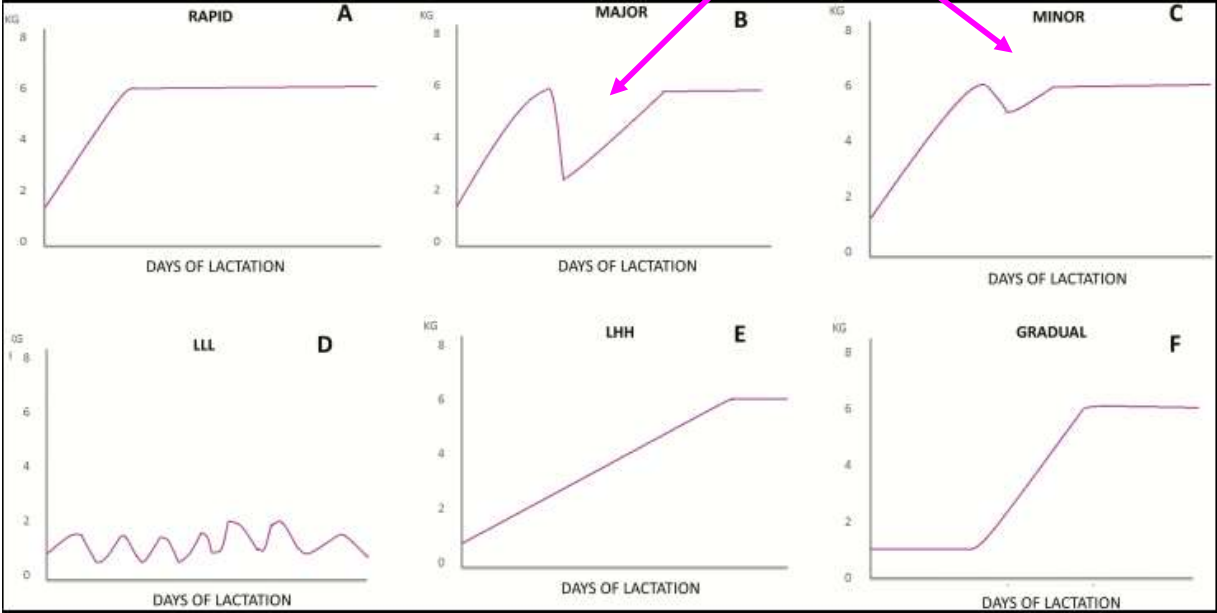 KG RAPID A
8
6
4
2
0
DAYS OF LACTATION
KG MAJOR B
8
6
4
2
0
DAYS OF LACTATION
KG MINOR C
8
6
4
2
0
DAYS OF LACTATION
LLL D
8
6
4
2
0
DAYS OF LACTATION
KG LHH E
8
6
4
2
0
DAYS OF LACTATION
KG GRADUAL F
8
6
4
2
0
DAYS OF LACTATION